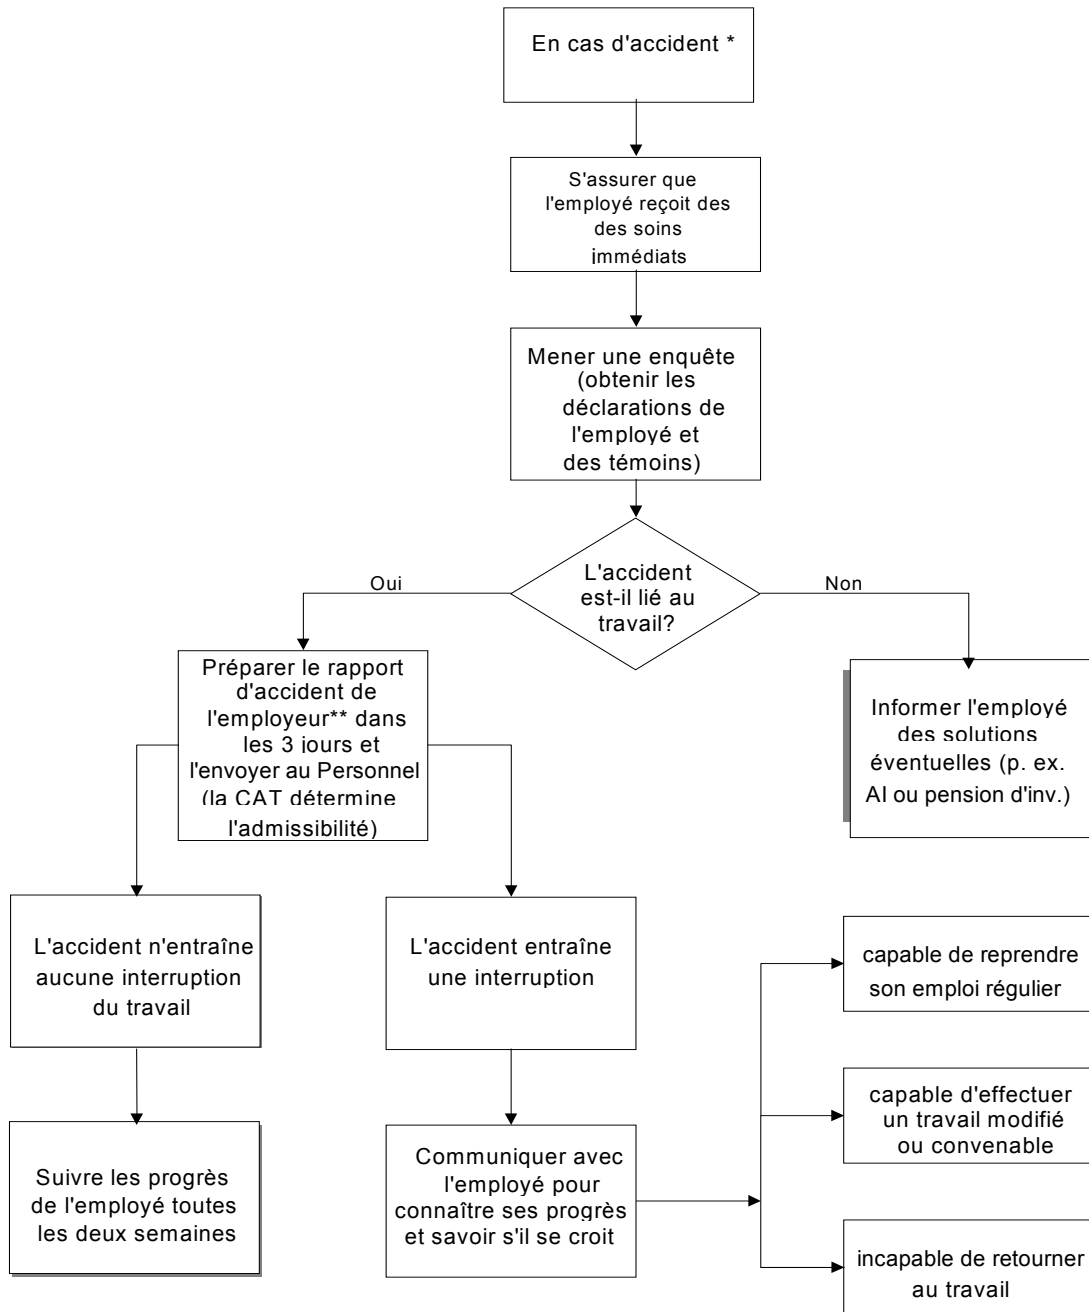 En cas d'accident *
S'assurer que
l'employé reçoit des
des soins
immédiats
Mener une enquête
(obtenir les
déclarations de
l'employé et
des témoins)
L'accident
est-il lié au
travail?
Oui
Non
Préparer le rapport
d'accident de
l'employeur** dans
les 3 jours et
l'envoyer au Personnel
(la CAT détermine
l'admissibilité)
Informer l'employé
des solutions
éventuelles (p. ex.
AI ou pension d'inv.)
L'accident n'entraîne
aucune interruption
du travail
L'accident entraîne
une interruption
capable de reprendre
son emploi régulier
capable d'effectuer
un travail modifié
ou convenable
Suivre les progrès
de l'employé toutes
les deux semaines
Communiquer avec
l'employé pour
connaître ses progrès
et savoir s'il se croit
incapable de retourner
au travail